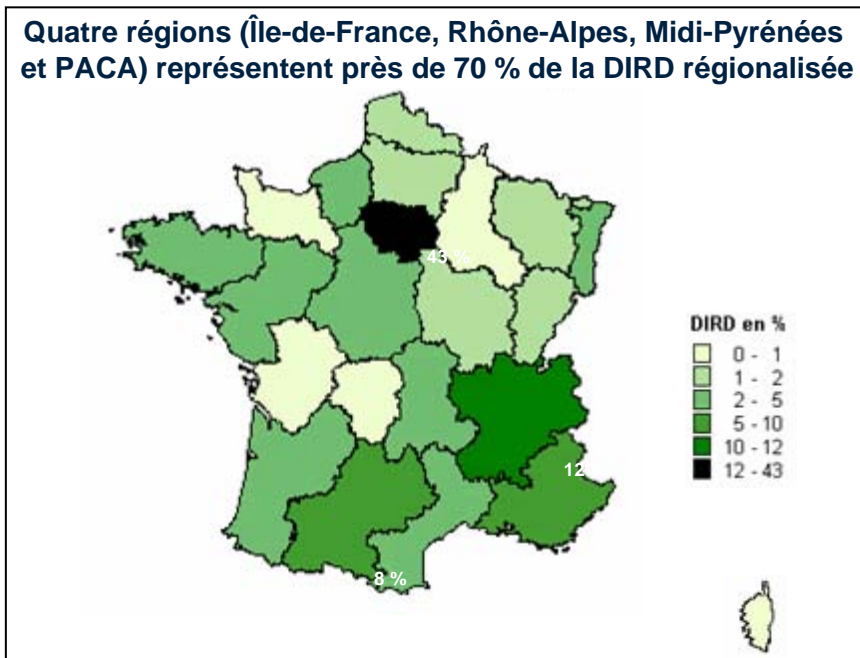 Quatre régions (Île-de-France, Rhône-Alpes, Midi-Pyrénées
et PACA) représentent près de 70 % de la DIRD régionalisée
43 %
DIRD en %
0 - 1
1 - 2
2 - 5
5 - 10
10 - 12
12 - 43
12
8 %